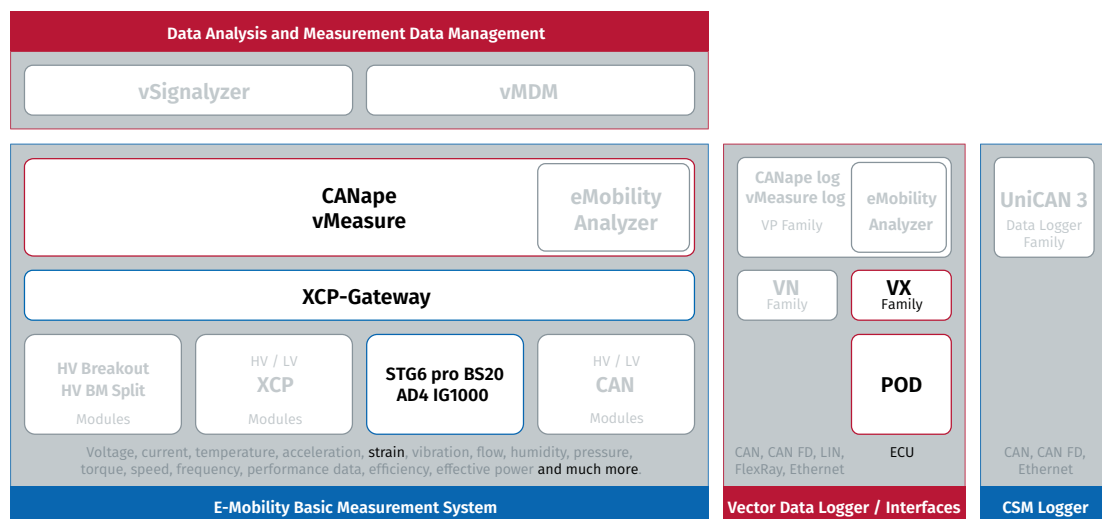 Data Analysis and Measurement Data Management
vSignalyzer
vMDM
CANape
vMeasure
eMobility
Analyzer
XCP-Gateway
HV Breakout
HV BM Split
Modules
HV / LV
XCP
Modules
STG6 pro BS20
AD4 IG1000
HV / LV
CAN
Modules
Voltage, current, temperature, acceleration, strain, vibration, flow, humidity, pressure,
torque, speed, frequency, performance data, efficiency, effective power and much more.
E-Mobility Basic Measurement System
CANape log
vMeasure log
VP Family
eMobility
Analyzer
VN
Family
VX
Family
POD
CAN, CAN FD, LIN,
FlexRay, Ethernet
ECU
Vector Data Logger / Interfaces
UniCAN 3
Data Logger
Family
CAN, CAN FD,
Ethernet
CSM Logger